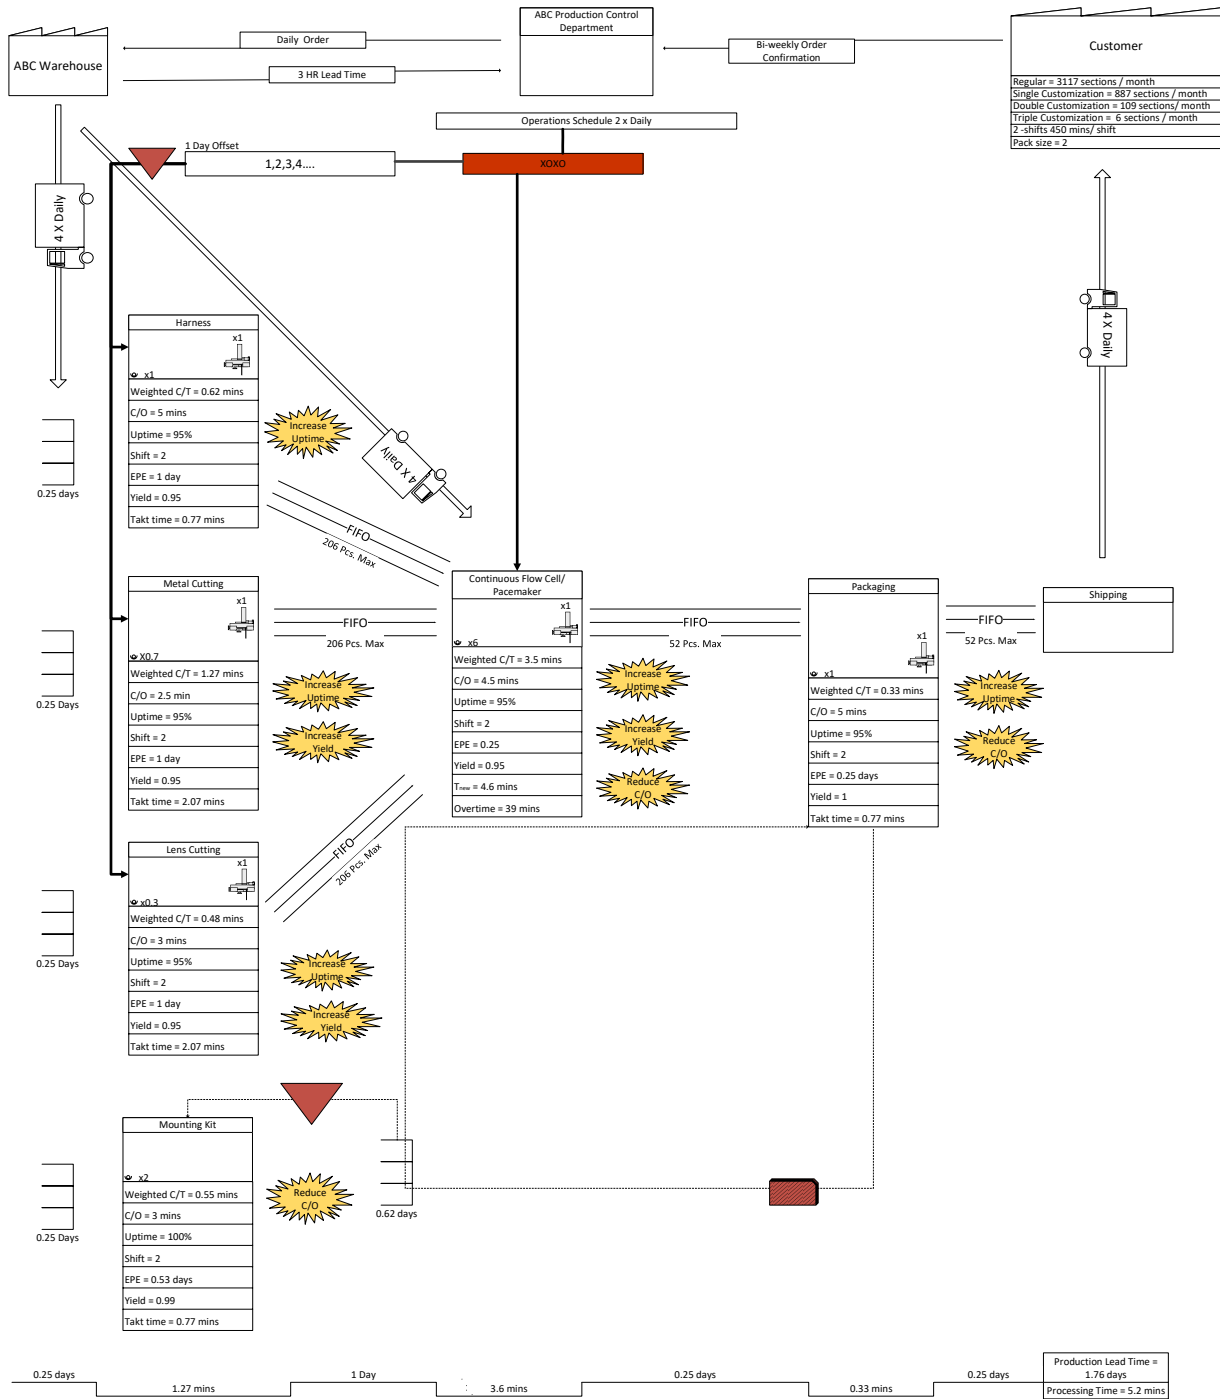 ABC Production Control
Department
Customer
ABC Warehouse
Daily Order
3 HR Lead Time
Bi-weekly Order
Confirmation
Regular = 3117 sections / month
Single Customization = 887 sections / month
Double Customization = 109 sections/ month
Triple Customization =  6 sections / month
2 -shifts 450 mins/ shift
Pack size = 2
Operations Schedule 2 x Daily
1 Day Offset
1,2,3,4....
XOXO
4 X Daily
4 X Daily
4 X Daily
Harness
x1
x1
Weighted C/T = 0.62 mins
C/O = 5 mins
Uptime = 95%
Shift = 2
EPE = 1 day
Yield = 0.95
Takt time = 0.77 mins
Increase
Uptime
0.25 days
FIFO
206 Pcs. Max
Metal Cutting
x1
X0.7
Weighted C/T = 1.27 mins
C/O = 2.5 min
Uptime = 95%
Shift = 2
EPE = 1 day
Yield = 0.95
Takt time = 2.07 mins
FIFO
206 Pcs. Max
Increase
Uptime
Increase
Yield
0.25 Days
Continuous Flow Cell/
Pacemaker
x1
x6
Weighted C/T = 3.5 mins
C/O = 4.5 mins
Uptime = 95%
Shift = 2
EPE = 0.25
Yield = 0.95
Tnew = 4.6 mins
Overtime = 39 mins
FIFO
52 Pcs. Max
Increase
Uptime
Increase
Yield
Reduce
C/O
Packaging
x1
x1
Weighted C/T = 0.33 mins
C/O = 5 mins
Uptime = 95%
Shift = 2
EPE = 0.25 days
Yield = 1
Takt time = 0.77 mins
FIFO
52 Pcs. Max
Increase
Uptime
Reduce
C/O
Shipping
Lens Cutting
x1
x0.3
Weighted C/T = 0.48 mins
C/O = 3 mins
Uptime = 95%
Shift = 2
EPE = 1 day
Yield = 0.95
Takt time = 2.07 mins
FIFO
206 Pcs. Max
Increase
Uptime
Increase
Yield
0.25 Days
Mounting Kit
x2
Weighted C/T = 0.55 mins
C/O = 3 mins
Uptime = 100%
Shift = 2
EPE = 0.53 days
Yield = 0.99
Takt time = 0.77 mins
Reduce
C/O
0.62 days
0.25 Days
0.25 days
1.27 mins
1 Day
3.6 mins
0.25 days
0.33 mins
0.25 days
Production Lead Time =
1.76 days
Processing Time = 5.2 mins